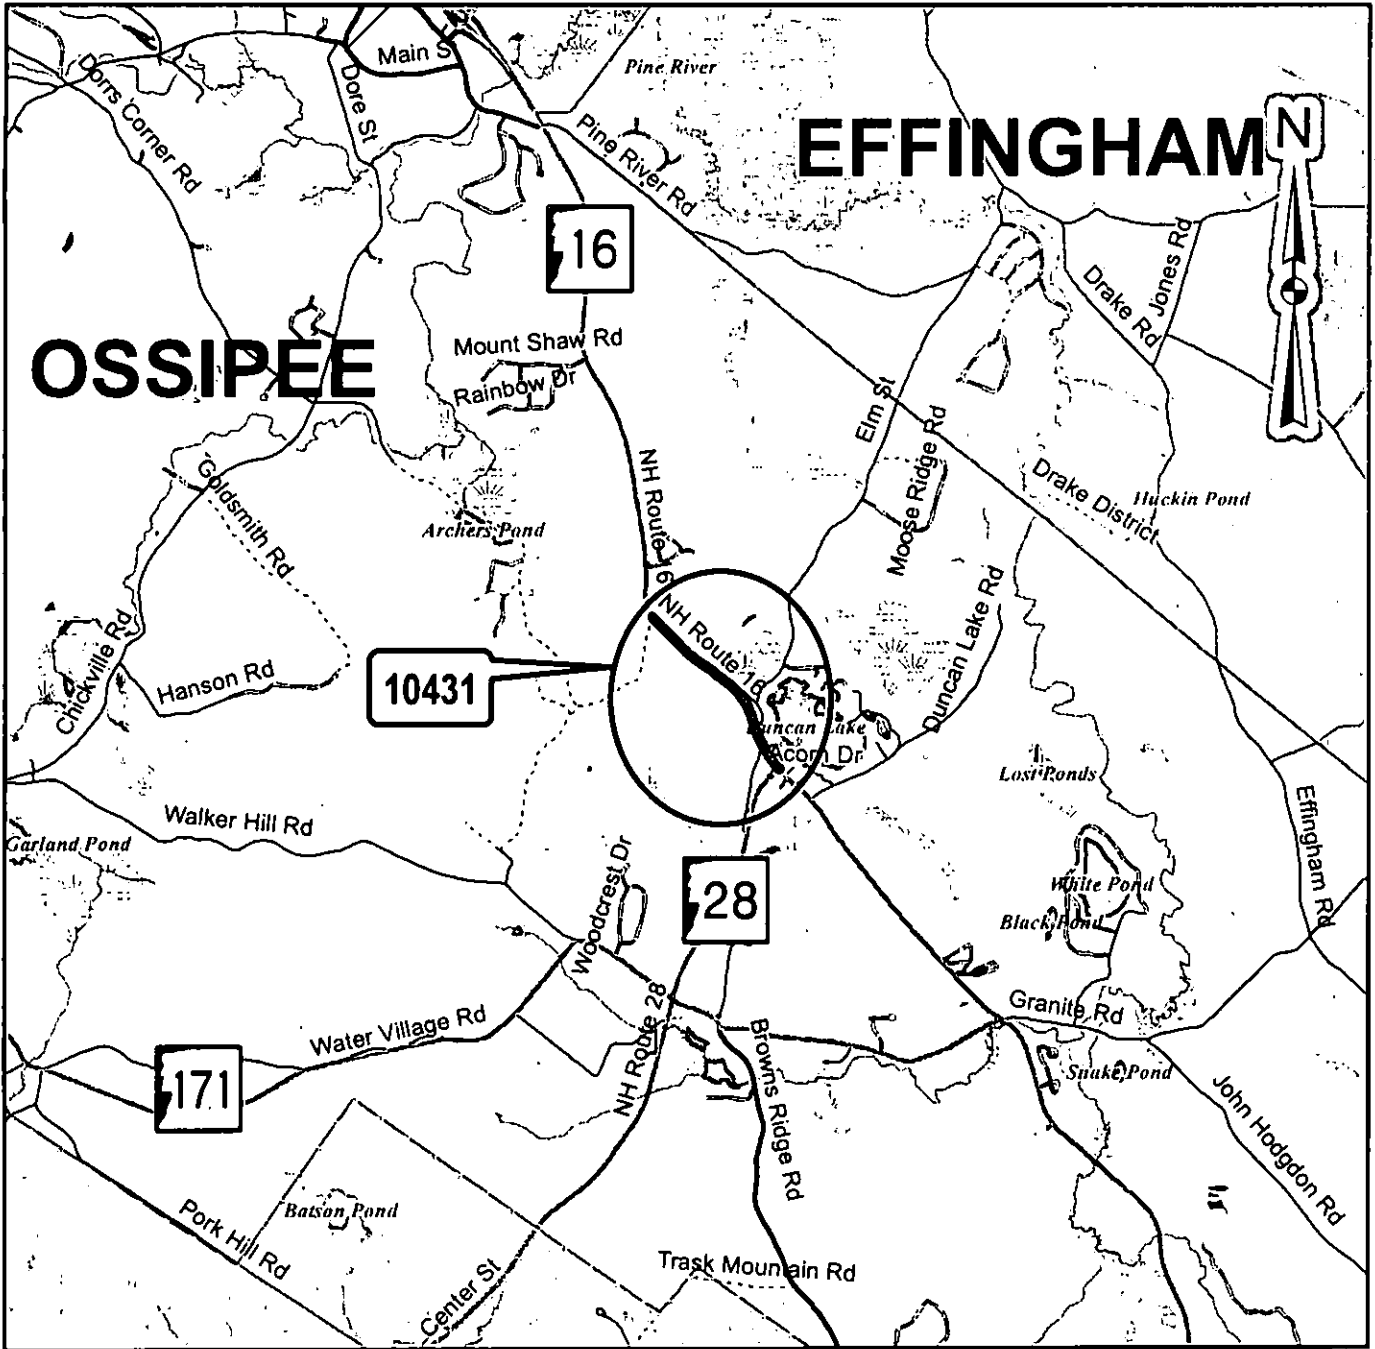 Main S
Pine River
Dorrs Corner Rd
Dore St
Pine River Rd
EFFINGHAM
N
16
Jones Rd
Drake Rd
OSSIPEE
Mount Shaw Rd
Rainbow Dr
Elm St
Moose Ridge Rd
NH Route 16
Goldsmith Rd
Drake District
Huckin Pond
Archers Pond
NH Route 16
Duncan Lake Rd
Chickville Rd
Hanson Rd
10431
Duncan Lake
Acorn Dr
Lost Ponds
Walker Hill Rd
Effingham Rd
Garland Pond
Woodcrest Dr
28
White Pond
Black Pond
Granite Rd
NH Route 28
Water Village Rd
Browns Ridge Rd
171
Snake Pond
John Hodgdon Rd
Batson Pond
Pork Hill Rd
Trask Mountain Rd
Center St